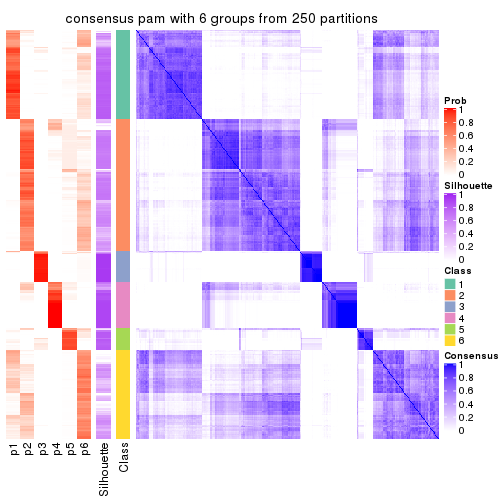 consensus pam with 6 groups from 250 partitions
Prob
1
0.8
0.6
0.4
0.2
0
Silhouette
1
0.8
0.6
0.4
0.2
0
Class
1
2
3
4
5
6
Consensus
1
0.8
0.6
0.4
0.2
0
p1
p2
p3
p4
p5
p6
Silhouette
Class